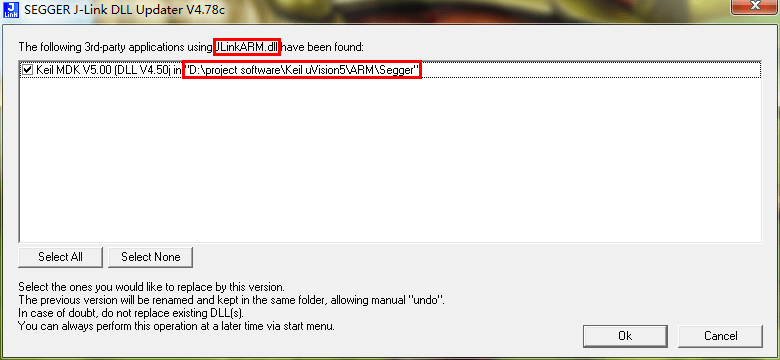 J
Link
SEGGER J-Link DLL Updater V4.78c
The following 3rd-party applications using JLinkARM.dll have been found:
Keil MDK V5.00 (DLL V4.50j in "D:\project software\Keil uVision5\ARM\Segger"
Select All
Select None
Select the ones you would like to replace by this version.
The previous version will be renamed and kept in the same folder, allowing manual "undo".
In case of doubt, do not replace existing DLL(s).
You can always perform this operation at a later time via start menu.
Ok
Cancel